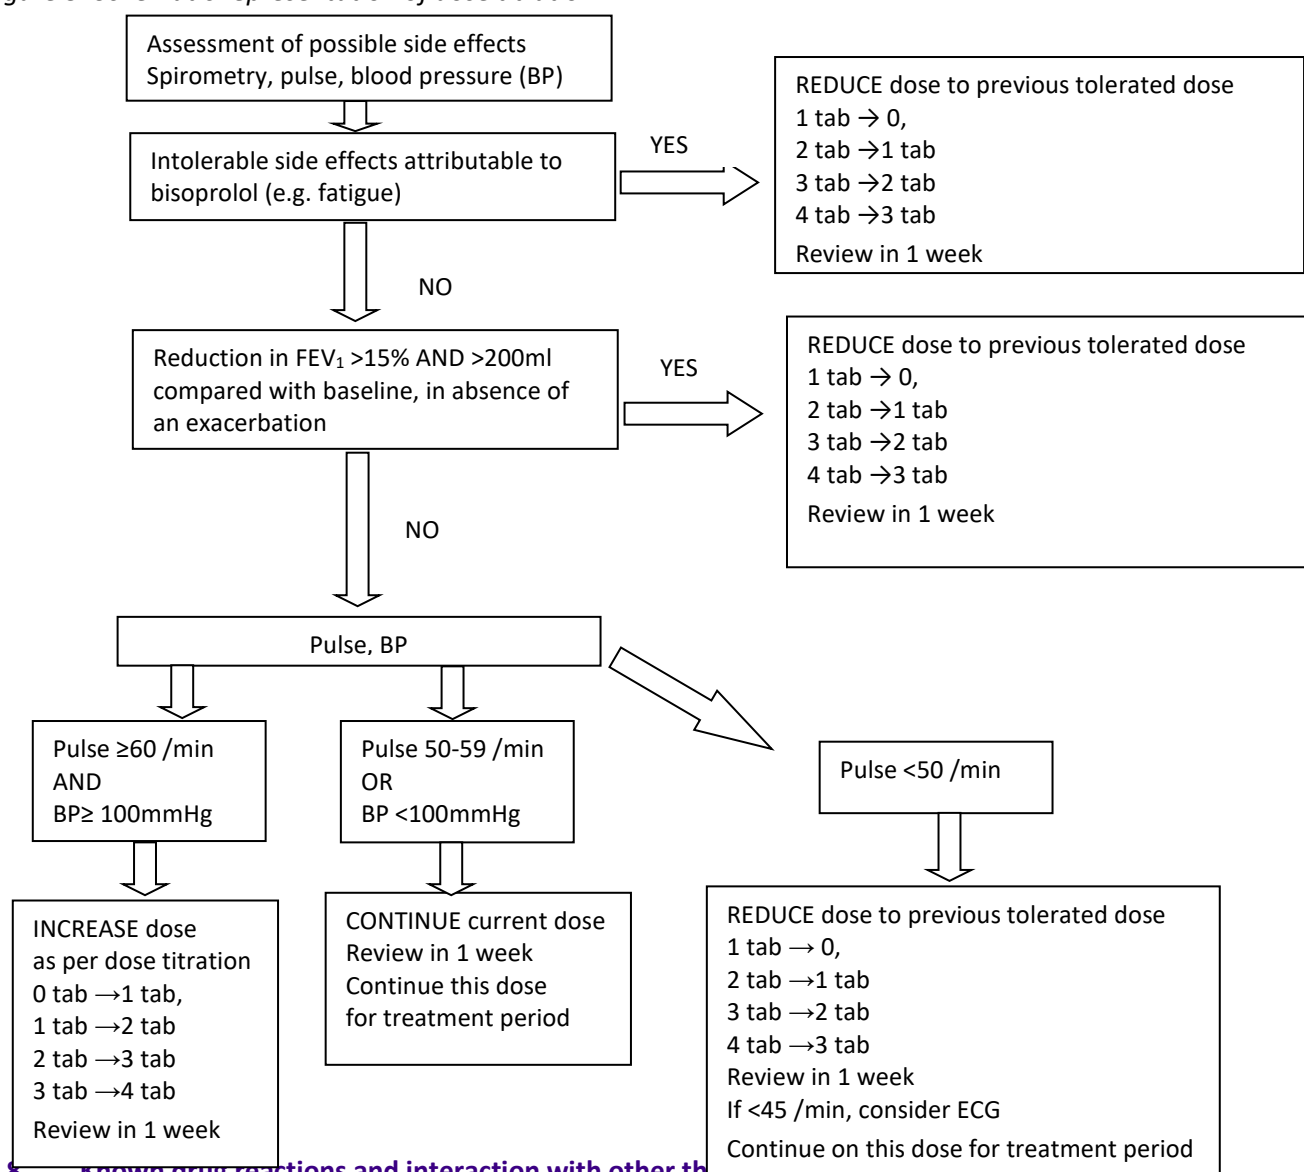 Assessment of possible side effects
Spirometry, pulse, blood pressure (BP)
REDUCE dose to previous tolerated dose
1 tab → 0,
2 tab →1 tab
3 tab →2 tab
4 tab →3 tab
Review in 1 week
YES
Intolerable side effects attributable to
bisoprolol (e.g. fatigue)
NO
Reduction in FEV₁ >15% AND >200ml
compared with baseline, in absence of
an exacerbation
YES
REDUCE dose to previous tolerated dose
1 tab → 0,
2 tab →1 tab
3 tab →2 tab
4 tab →3 tab
Review in 1 week
NO
Pulse, BP
Pulse ≥60 /min
AND
BP≥ 100mmHg
Pulse 50-59 /min
OR
BP <100mmHg
Pulse <50 /min
INCREASE dose
as per dose titration
0 tab →1 tab,
1 tab →2 tab
2 tab →3 tab
3 tab →4 tab
Review in 1 week
CONTINUE current dose
Review in 1 week
Continue this dose
for treatment period
REDUCE dose to previous tolerated dose
1 tab → 0,
2 tab →1 tab
3 tab →2 tab
4 tab →3 tab
Review in 1 week
If <45 /min, consider ECG
Continue on this dose for treatment period
Known drug reactions and interaction with other th